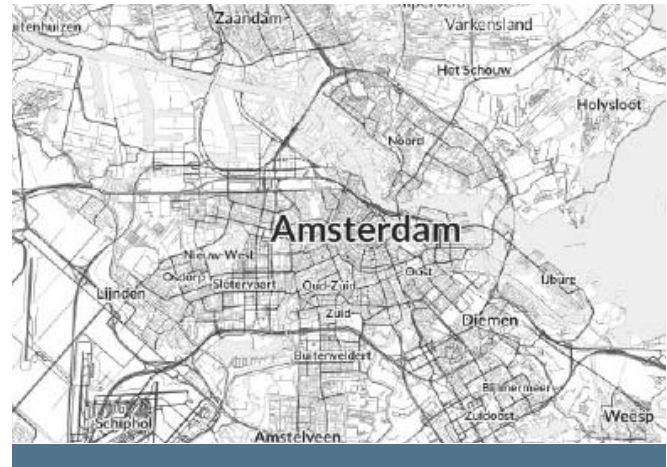 Zaandam
Varkensland
Het Schouw
Holysloot
Noord
Amsterdam
Nieuw-West
Osdorp
Slotervaart
Oud-Zuid
Oost
IJburg
Lijnden
Zuid
Diemen
Buitenveldert
Bijlmermeer
Zuidoost
Weesp
Schiphol
Amstelveen